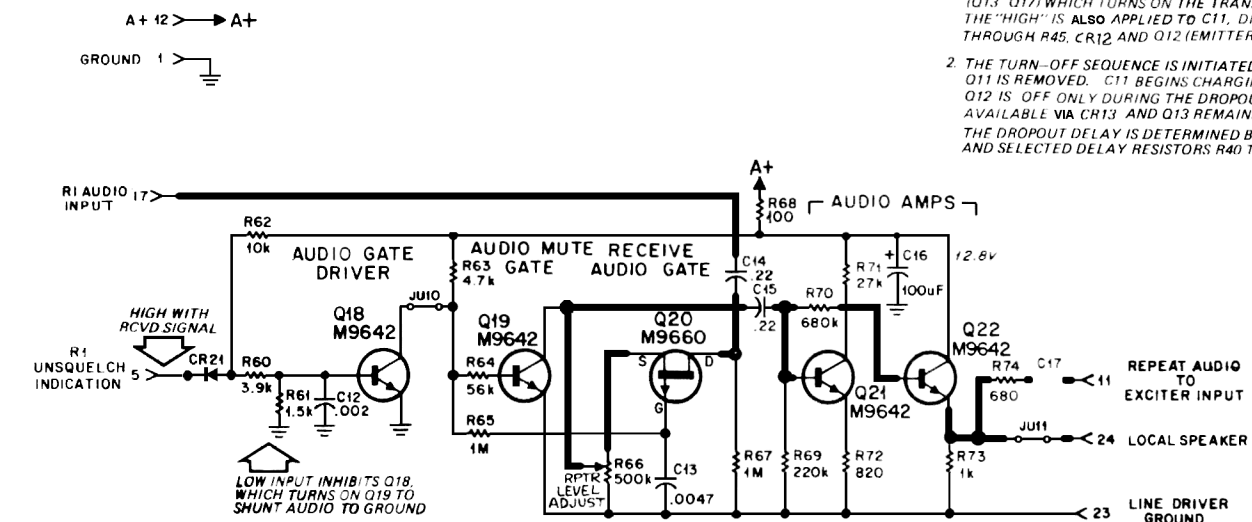 (Q13 Q17) WHICH TURNS ON THE TRAN
THE "HIGH" IS ALSO APPLIED TO C11, DI
THROUGH R45, CR12 AND Q12 (EMITTER
2. THE TURN-OFF SEQUENCE IS INITIATED
Q11 IS REMOVED. C11 BEGINS CHARGI
Q12 IS OFF ONLY DURING THE DROPOU
AVAILABLE VIA CR13 AND Q13 REMAIN
THE DROPOUT DELAY IS DETERMINED B
AND SELECTED DELAY RESISTORS R40 T
A+ 12 A+
GROUND 1
R1 AUDIO INPUT 17
A+
R68
100
AUDIO AMPS
R62
10k
AUDIO GATE
DRIVER
R63
4.7k
AUDIO MUTE
GATE
RECEIVE
AUDIO GATE
C14
.22
C15
.22
R71
27k
+ C16
100uF
12.8V
R70
680k
JU10
HIGH WITH
RCVD SIGNAL
Q18
M9642
Q19
M9642
Q20
M9660
Q22
M9642
R1
UNSQUELCH
INDICATION
5
CR21
R60
3.9k
R61
1.5k
C12
.002
R64
56k
S
D
G
Q21
M9642
R74
680
C17
11
REPEAT AUDIO
TO
EXCITER INPUT
R65
1M
JU11
24 LOCAL SPEAKER
LOW INPUT INHIBITS Q18,
WHICH TURNS ON Q19 TO
SHUNT AUDIO TO GROUND
RPTR
LEVEL
ADJUST
R66
500k
C13
.0047
R67
1M
R69
220k
R72
820
R73
1k
23
LINE DRIVER
GROUND